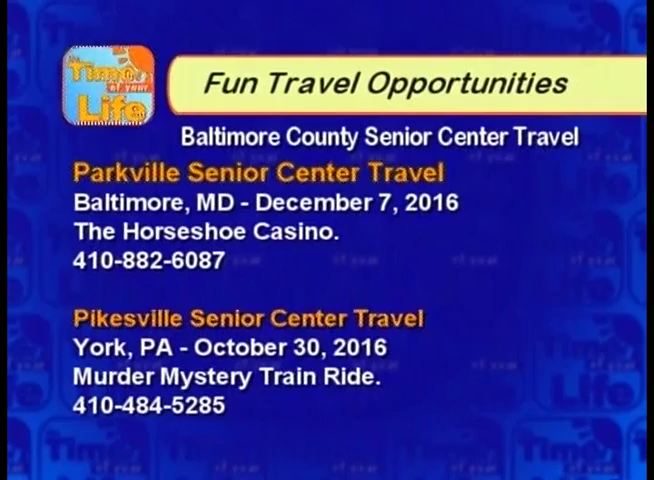 The
Time
of your
Life
Fun Travel Opportunities
Baltimore County Senior Center Travel
Parkville Senior Center Travel
Baltimore, MD - December 7, 2016
The Horseshoe Casino.
410-882-6087
Pikesville Senior Center Travel
York, PA - October 30, 2016
Murder Mystery Train Ride.
410-484-5285